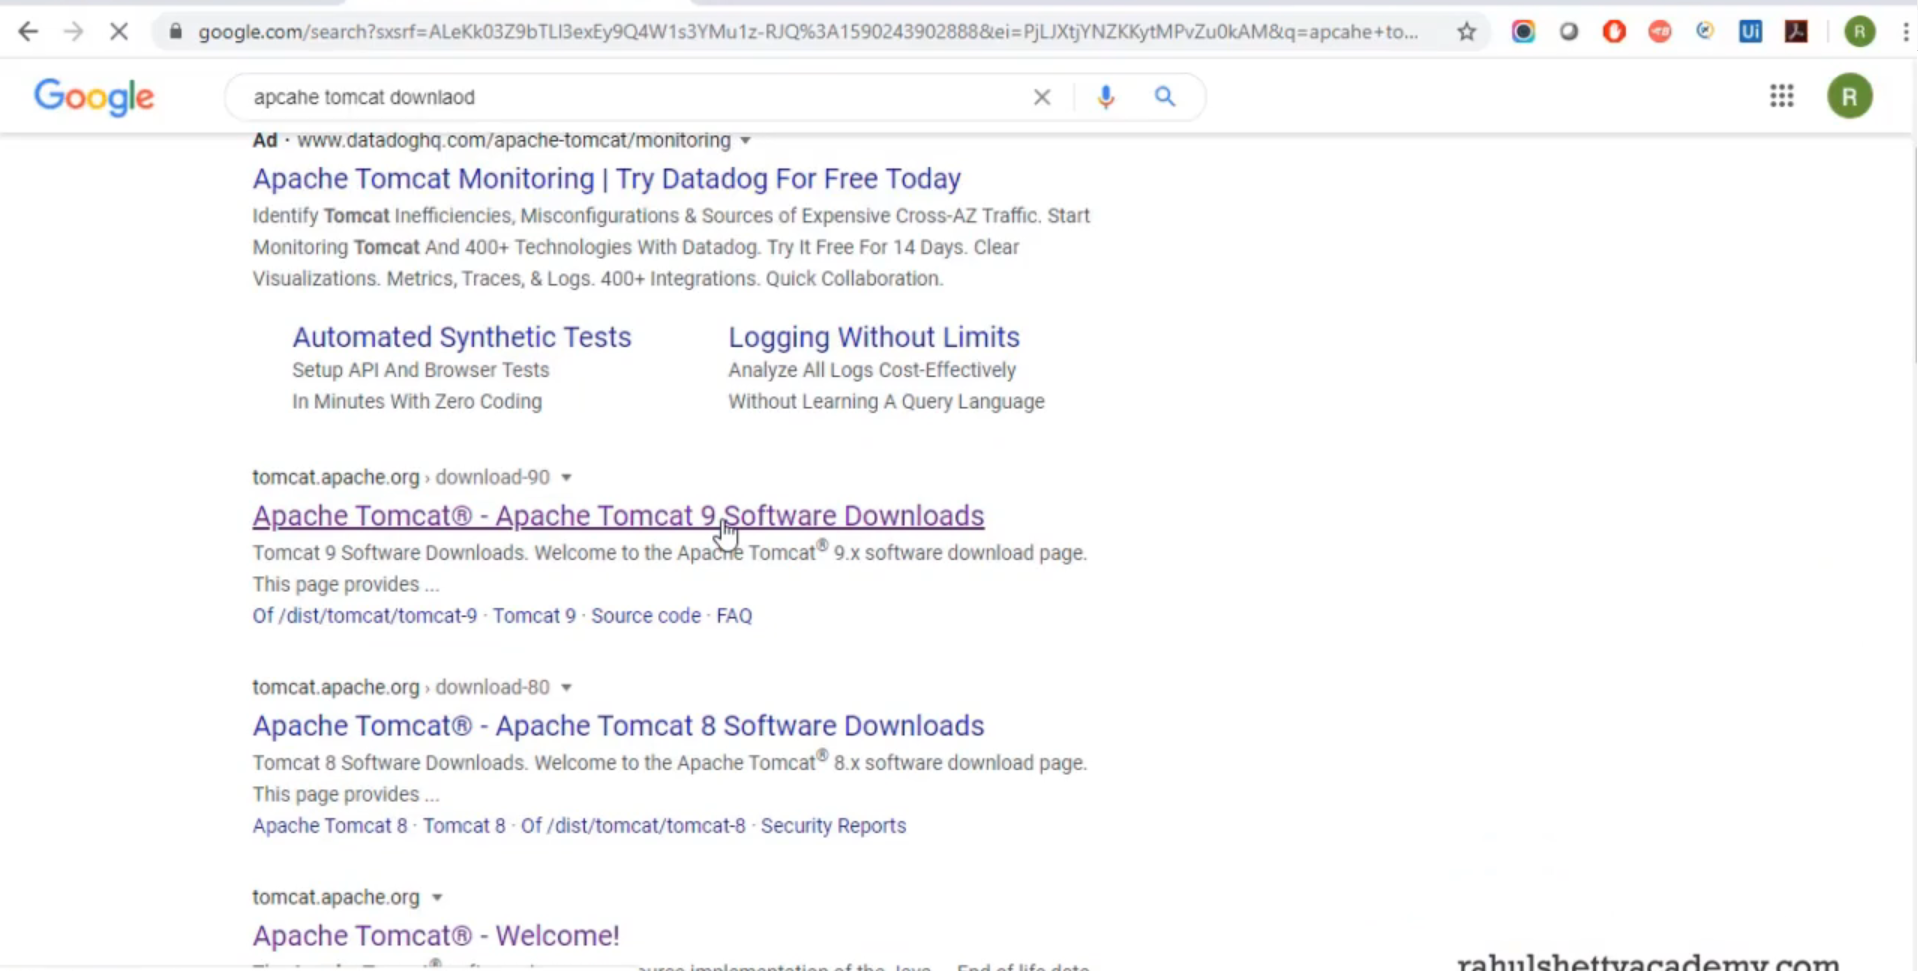 google.com/search?sxsrf=ALeKk03Z9bTLl3exEy9Q4W1s3YMu1z-RJQ%3A1590243902888&ei=PjLJXtjYNZKKytMPvZu0kAM&q=apcahe+to...
Ui
R
Google
apcahe tomcat downlaod
R
Ad · www.datadoghq.com/apache-tomcat/monitoring
Apache Tomcat Monitoring | Try Datadog For Free Today
Identify Tomcat Inefficiencies, Misconfigurations & Sources of Expensive Cross-AZ Traffic. Start
Monitoring Tomcat And 400+ Technologies With Datadog. Try It Free For 14 Days. Clear
Visualizations. Metrics, Traces, & Logs. 400+ Integrations. Quick Collaboration.
Automated Synthetic Tests
Setup API And Browser Tests
In Minutes With Zero Coding
Logging Without Limits
Analyze All Logs Cost-Effectively
Without Learning A Query Language
tomcat.apache.org › download-90
Apache Tomcat® - Apache Tomcat 9 Software Downloads
Tomcat 9 Software Downloads. Welcome to the Apache Tomcat® 9.x software download page.
This page provides ...
Of /dist/tomcat/tomcat-9 · Tomcat 9 · Source code · FAQ
tomcat.apache.org › download-80
Apache Tomcat® - Apache Tomcat 8 Software Downloads
Tomcat 8 Software Downloads. Welcome to the Apache Tomcat® 8.x software download page.
This page provides ...
Apache Tomcat 8 · Tomcat 8 · Of /dist/tomcat/tomcat-8 · Security Reports
tomcat.apache.org
Apache Tomcat® - Welcome!
rahulshettyacademy.com